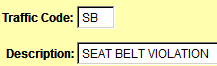 Traffic Code: SB
Description: SEAT BELT VIOLATION